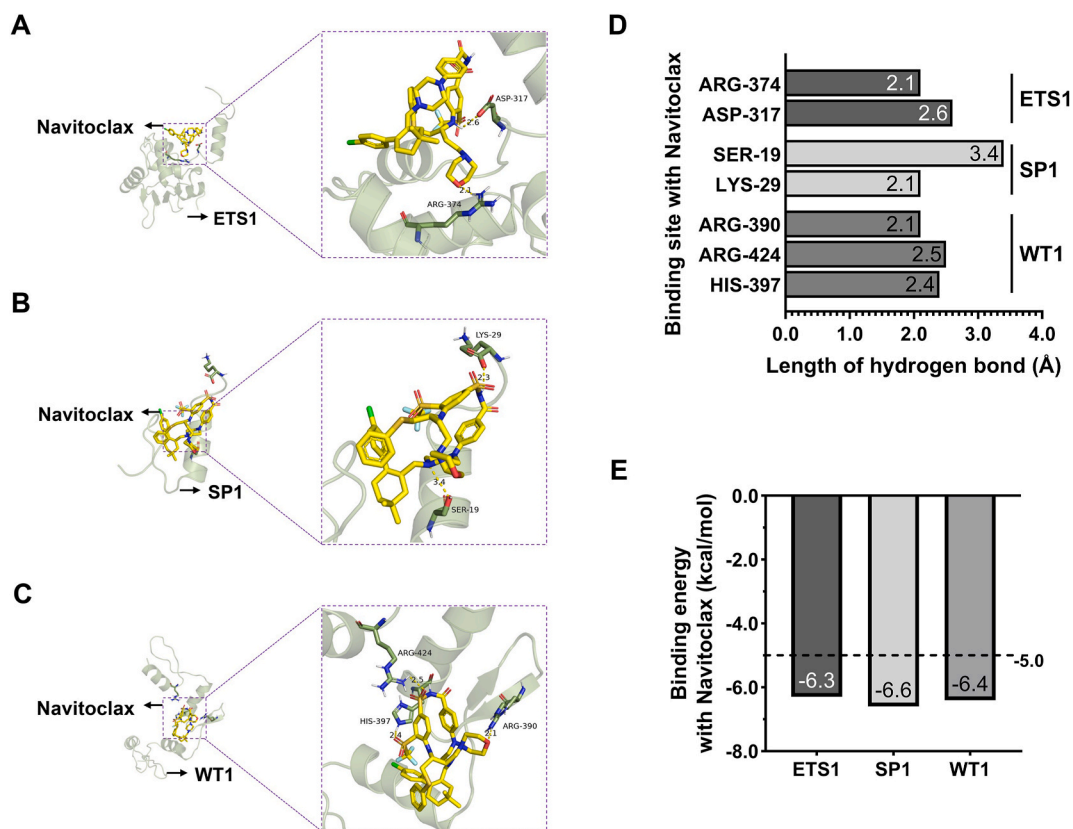 A
Navitoclax
ETS1
ASP-317
2.6
2.1
ARG-374
B
Navitoclax
SP1
LYS-29
2.3
3.4
SER-19
C
Navitoclax
WT1
ARG-424
2.5
HIS-397
2.4
ARG-390
2.1
D
Binding site with Navitoclax
ARG-374 2.1
ASP-317 2.6
ETS1
SER-19 3.4
LYS-29 2.1
SP1
ARG-390 2.1
ARG-424 2.5
HIS-397 2.4
WT1
0.0 1.0 2.0 3.0 4.0
Length of hydrogen bond (Å)
E
Binding energy
with Navitoclax (kcal/mol)
0.0
-2.0
-4.0
-6.0
-8.0
-5.0
-6.3 -6.6 -6.4
ETS1 SP1 WT1